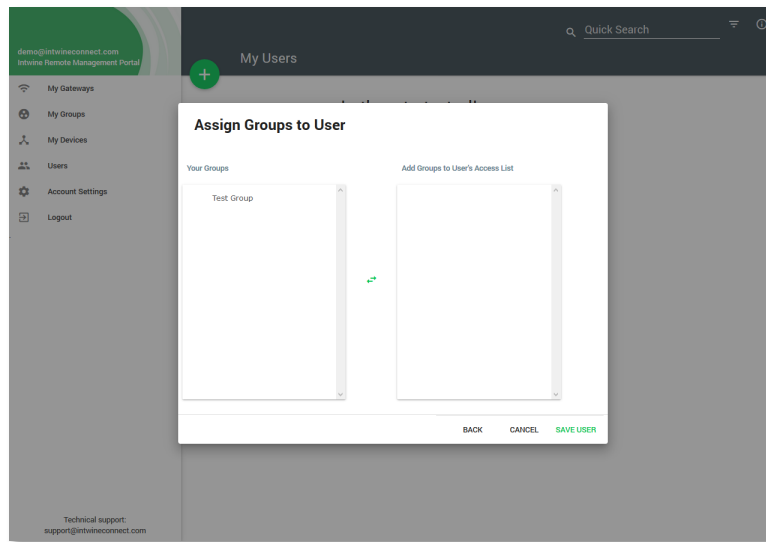 demo@intwineconnect.com
Intwine Remote Management Portal
Quick Search
My Users
My Gateways
My Groups
My Devices
Users
Account Settings
Logout
Assign Groups to User
Your Groups
Add Groups to User's Access List
Test Group
BACK CANCEL SAVE USER
Technical support:
support@intwineconnect.com